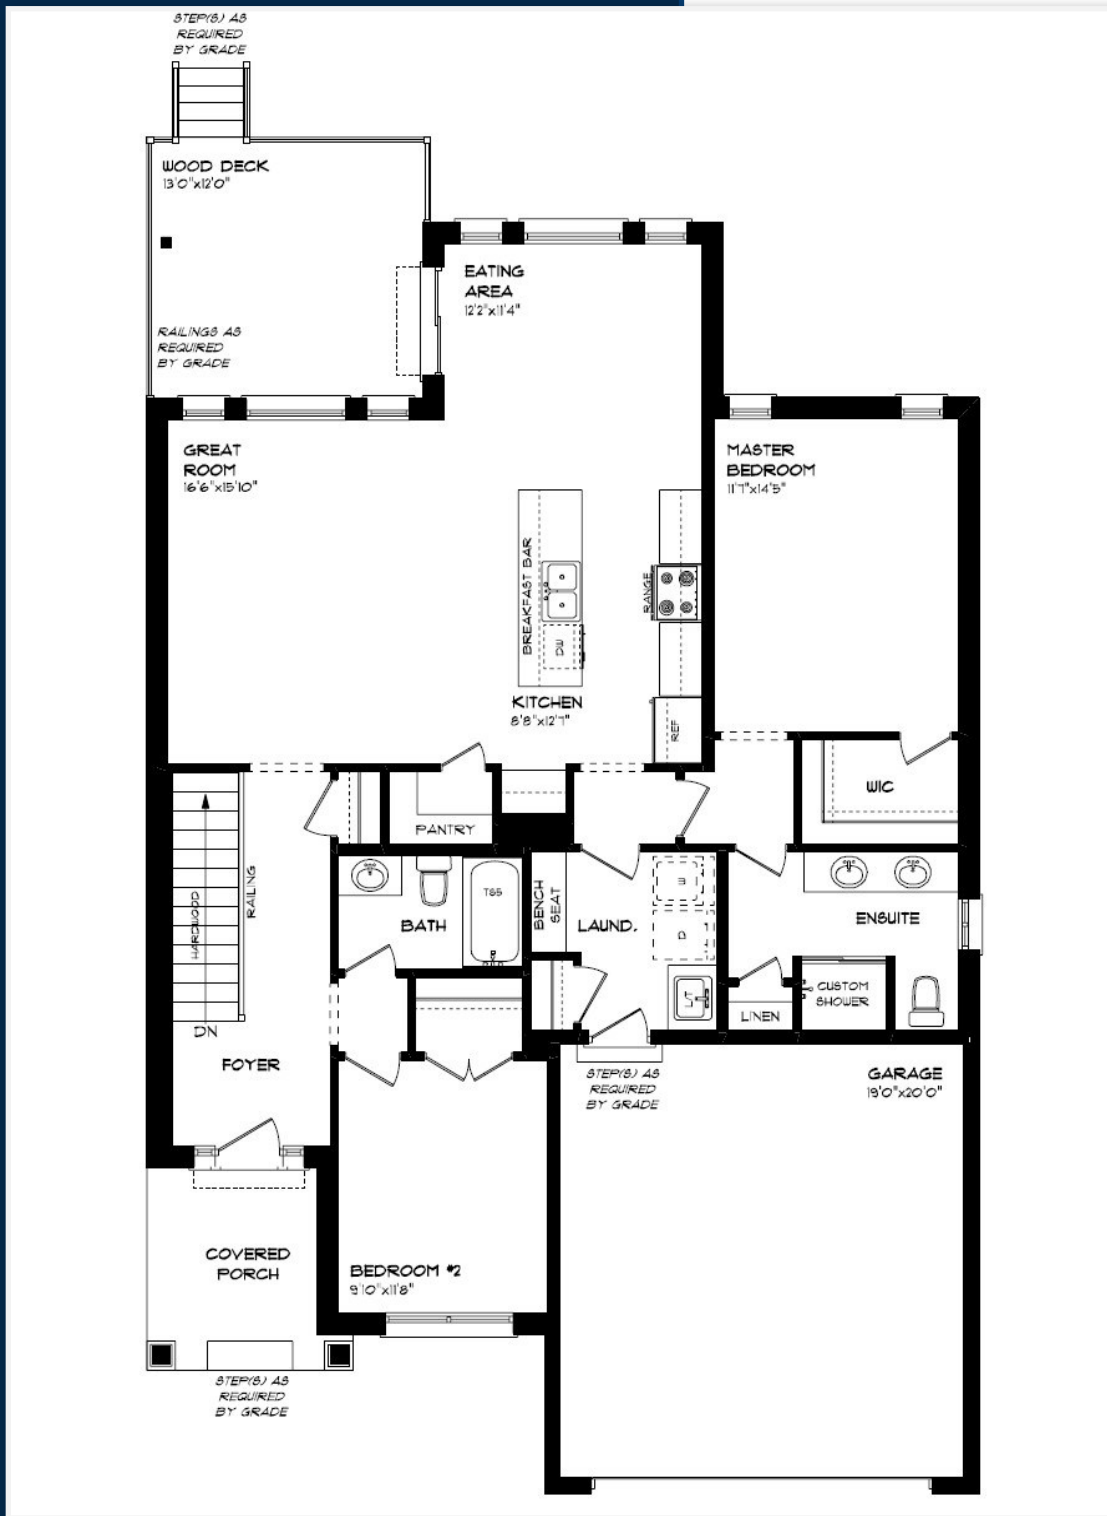 STEP(S) AS
REQUIRED
BY GRADE
WOOD DECK
13'0"x12'0"
RAILINGS AS
REQUIRED
BY GRADE
EATING
AREA
12'2"x11'4"
GREAT
ROOM
16'6"x15'10"
MASTER
BEDROOM
11'7"x14'5"
BREAKFAST BAR
DW
RANGE
REF
KITCHEN
8'8"x12'7"
WIC
PANTRY
HARDWOOD
RAILING
DN
FOYER
BATH
T&S
BENCH
SEAT
LAUND.
W
D
L/T
ENSUITE
LINEN
CUSTOM
SHOWER
STEP(S) AS
REQUIRED
BY GRADE
GARAGE
19'0"x20'0"
COVERED
PORCH
BEDROOM #2
9'10"x11'8"
STEP(S) AS
REQUIRED
BY GRADE